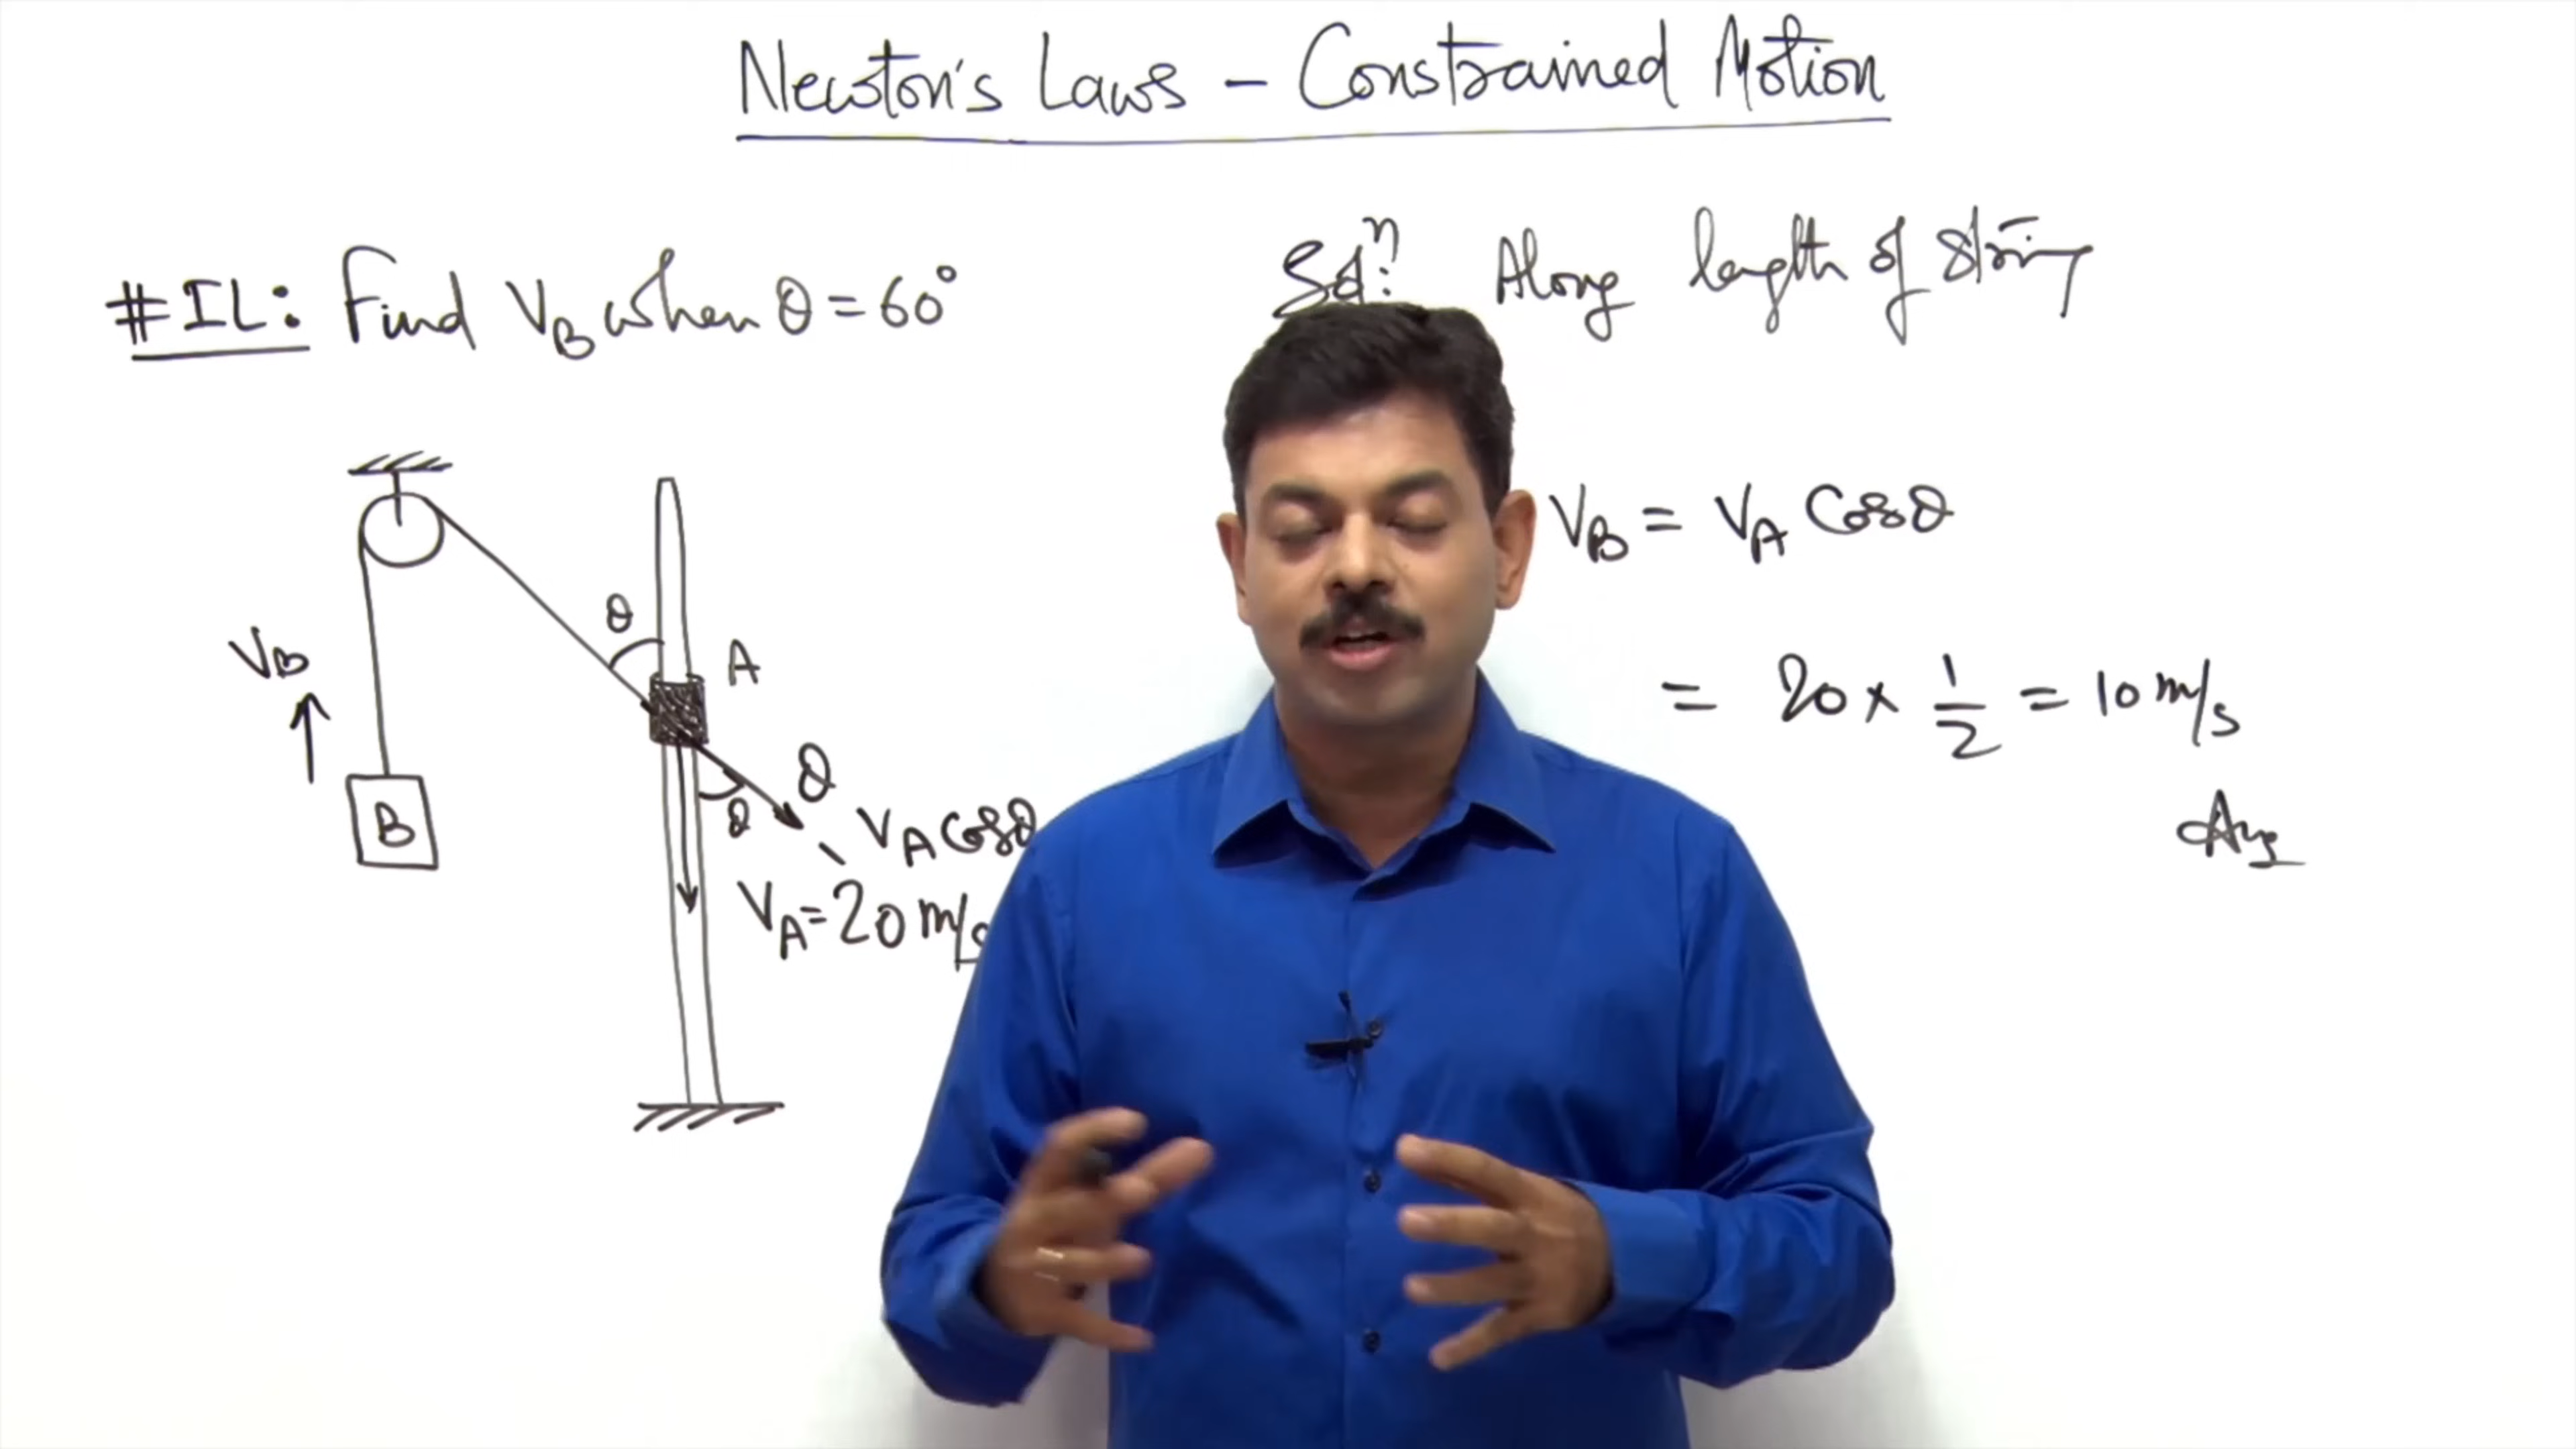 Newton's Laws - Constrained Motion
#IL: Find VB when θ = 60°
Solⁿ: Along length of string
VB = VA Cosθ
= 20 × 1/2 = 10 m/s
Ans
θ
A
VB
B
θ
θ
VA Cosθ
VA = 20 m/s